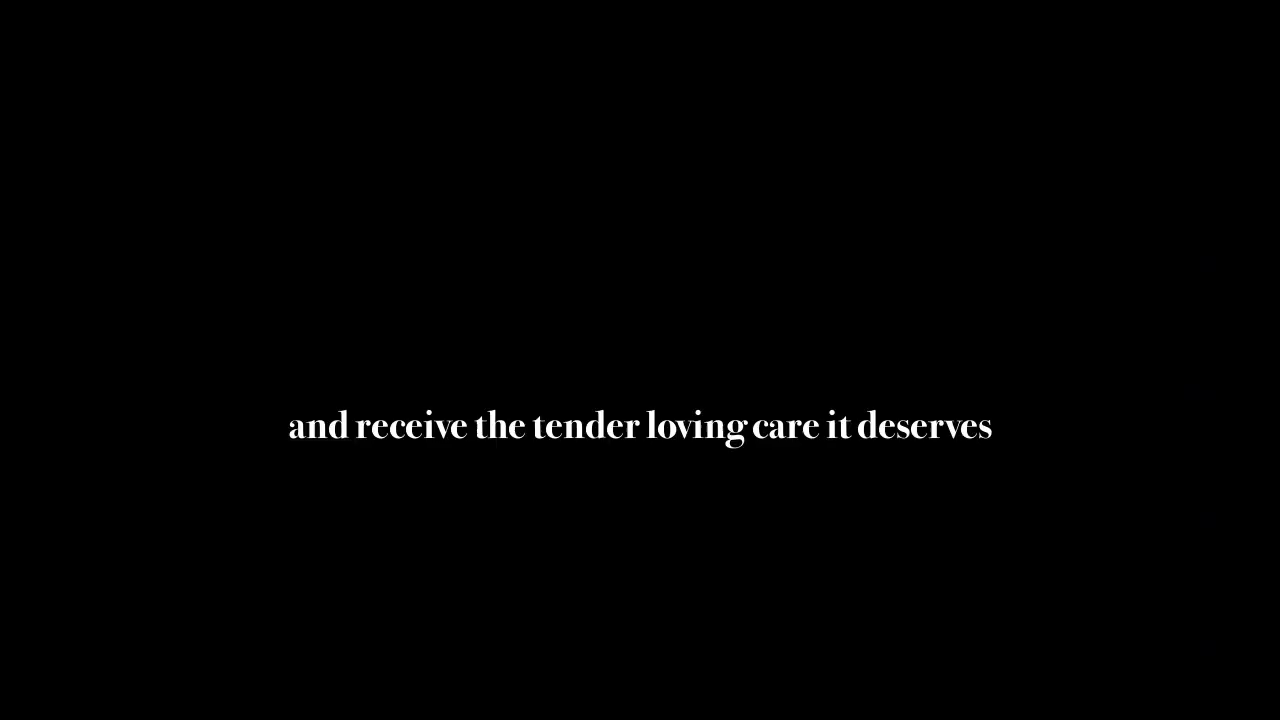 and receive the tender loving care it deserves